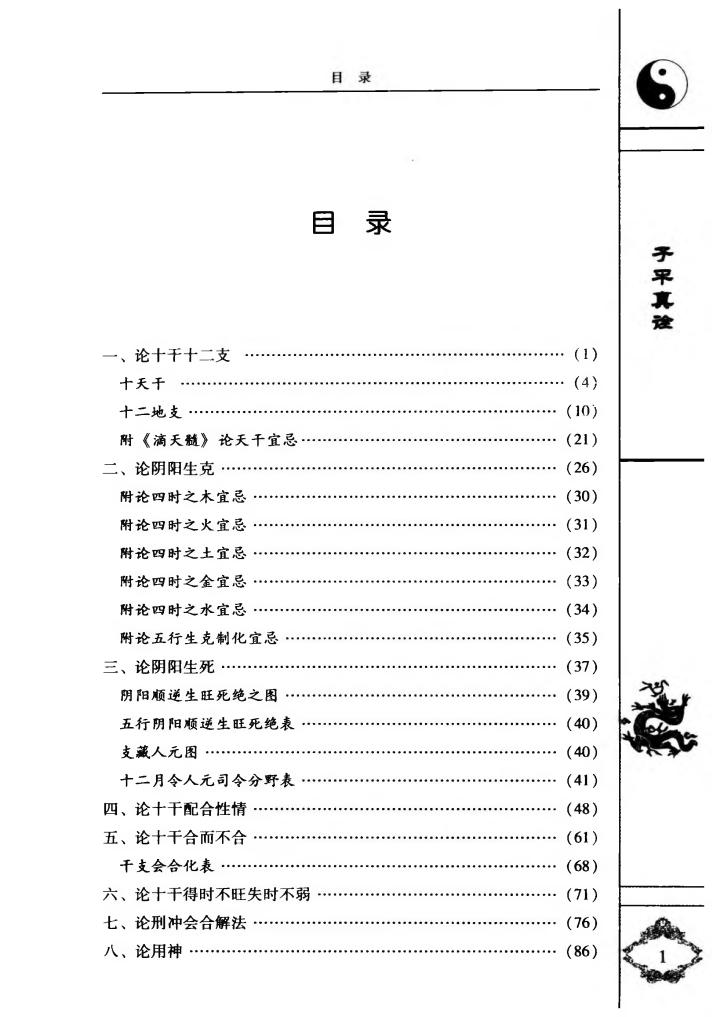 目 录
目 录
一、论十干十二支 ……………………………………………… (1)
十天干 ……………………………………………… (4)
十二地支 ……………………………………………… (10)
附《滴天髓》论天干宜忌 ……………………………………………… (21)
二、论阴阳生克 ……………………………………………… (26)
附论四时之木宜忌 ……………………………………………… (30)
附论四时之火宜忌 ……………………………………………… (31)
附论四时之土宜忌 ……………………………………………… (32)
附论四时之金宜忌 ……………………………………………… (33)
附论四时之水宜忌 ……………………………………………… (34)
附论五行生克制化宜忌 ……………………………………………… (35)
三、论阴阳生死 ……………………………………………… (37)
阴阳顺逆生旺死绝之图 ……………………………………………… (39)
五行阴阳顺逆生旺死绝表 ……………………………………………… (40)
支藏人元图 ……………………………………………… (40)
十二月令人元司令分野表 ……………………………………………… (41)
四、论十干配合性情 ……………………………………………… (48)
五、论十干合而不合 ……………………………………………… (61)
干支会合化表 ……………………………………………… (68)
六、论十干得时不旺失时不弱 ……………………………………………… (71)
七、论刑冲会合解法 ……………………………………………… (76)
八、论用神 ……………………………………………… (86)
子平真诠
1